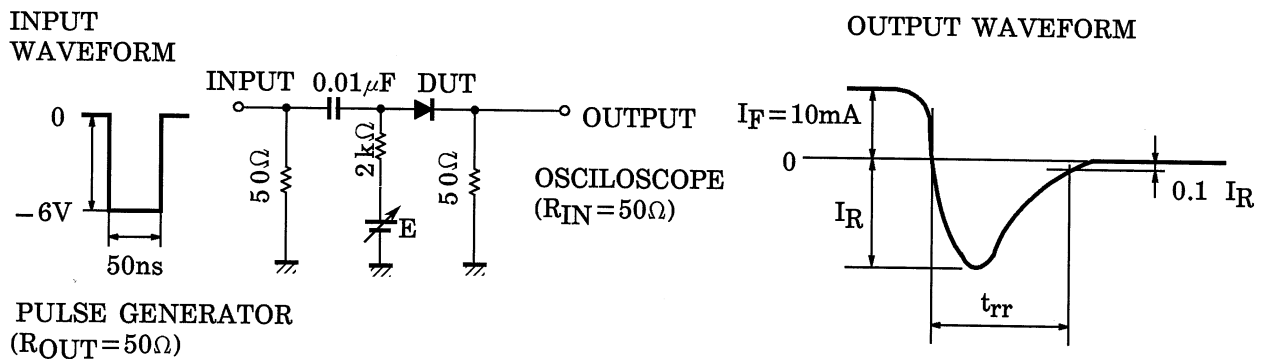 INPUT
WAVEFORM
0
−6V
50ns
PULSE GENERATOR
(ROUT=50Ω)
INPUT 0.01μF DUT
50Ω
2kΩ
E
50Ω
OUTPUT
OSCILOSCOPE
(RIN=50Ω)
OUTPUT WAVEFORM
IF=10mA
0
IR
0.1 IR
trr